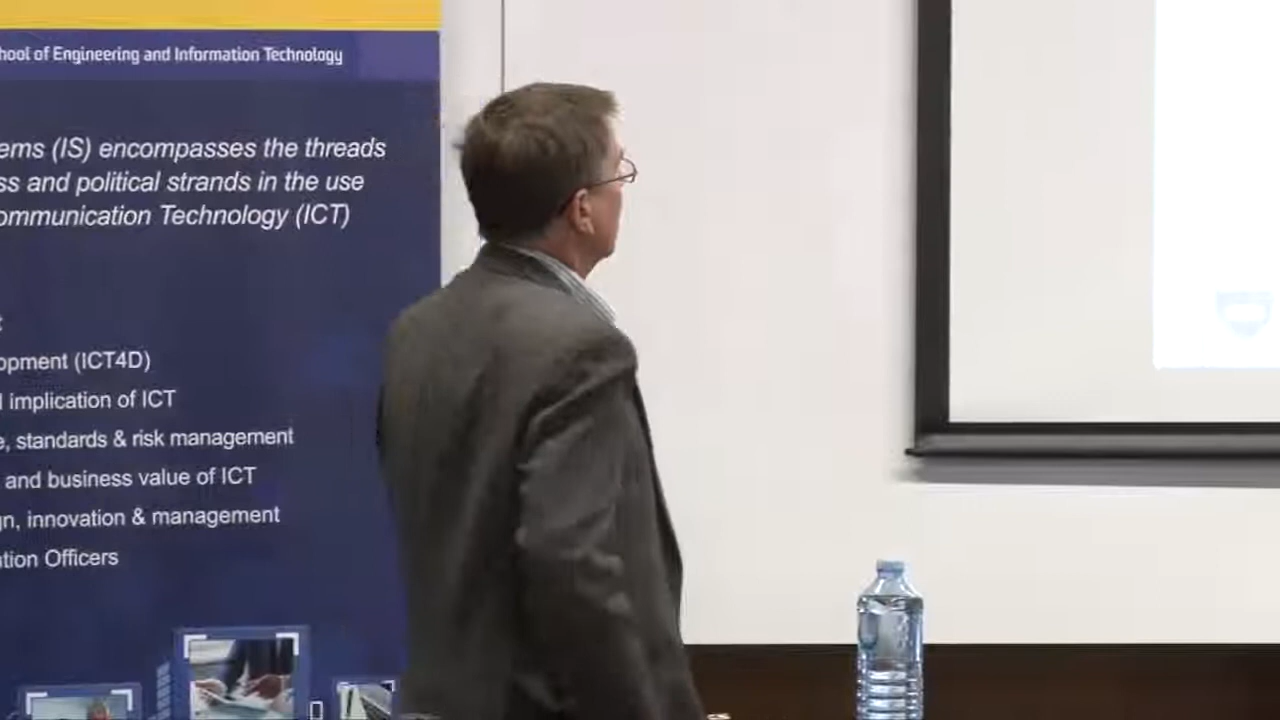 hool of Engineering and Information Technology
ems (IS) encompasses the threads
ss and political strands in the use
ommunication Technology (ICT)
opment (ICT4D)
l implication of ICT
e, standards & risk management
and business value of ICT
gn, innovation & management
tion Officers